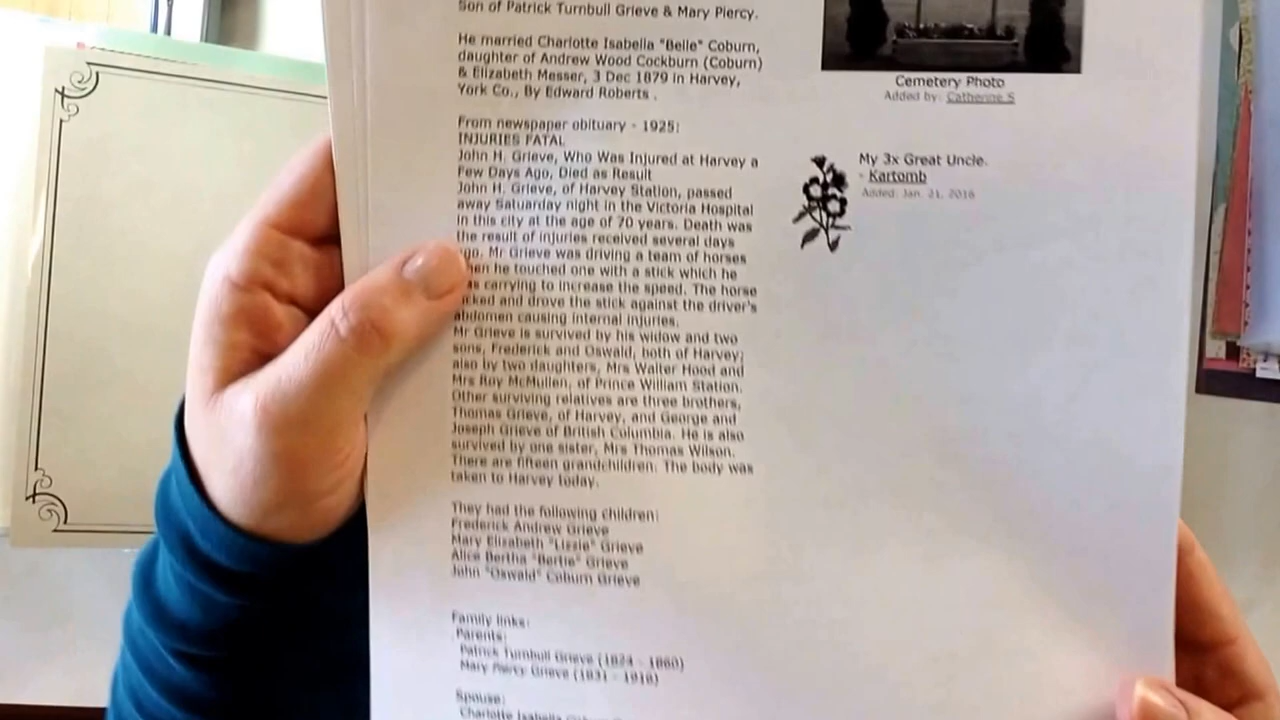 Son of Patrick Turnbull Grieve & Mary Piercy.
He married Charlotte Isabella "Belle" Coburn,
daughter of Andrew Wood Cockburn (Coburn)
& Elizabeth Messer, 3 Dec 1879 in Harvey,
York Co., By Edward Roberts .
From newspaper obituary - 1925:
INJURIES FATAL
John H. Grieve, Who Was Injured at Harvey a
Few Days Ago, Died as Result
John H. Grieve, of Harvey Station, passed
away Satuarday night in the Victoria Hospital
in this city at the age of 70 years. Death was
the result of injuries received several days
go. Mr Grieve was driving a team of horses
en he touched one with a stick which he
s carrying to increase the speed. The horse
icked and drove the stick against the driver's
abdomen causing internal injuries.
Mr Grieve is survived by his widow and two
sons, Frederick and Oswald, both of Harvey;
also by two daughters, Mrs Walter Hood and
Mrs Roy McMullen, of Prince William Station.
Other surviving relatives are three brothers,
Thomas Grieve, of Harvey, and George and
Joseph Grieve of British Columbia. He is also
survived by one sister, Mrs Thomas Wilson.
There are fifteen grandchildren. The body was
taken to Harvey today.
They had the following children:
Frederick Andrew Grieve
Mary Elizabeth "Lizzie" Grieve
Alice Bertha "Bertie" Grieve
John "Oswald" Coburn Grieve
Family links:
Parents:
Patrick Turnbull Grieve (1824 - 1860)
Mary Piercy Grieve (1831 - 1916)
Spouse:
Charlotte Isabella
Cemetery Photo
Added by: Catherine S
My 3x Great Uncle.
- Kartomb
Added: Jan. 21, 2016